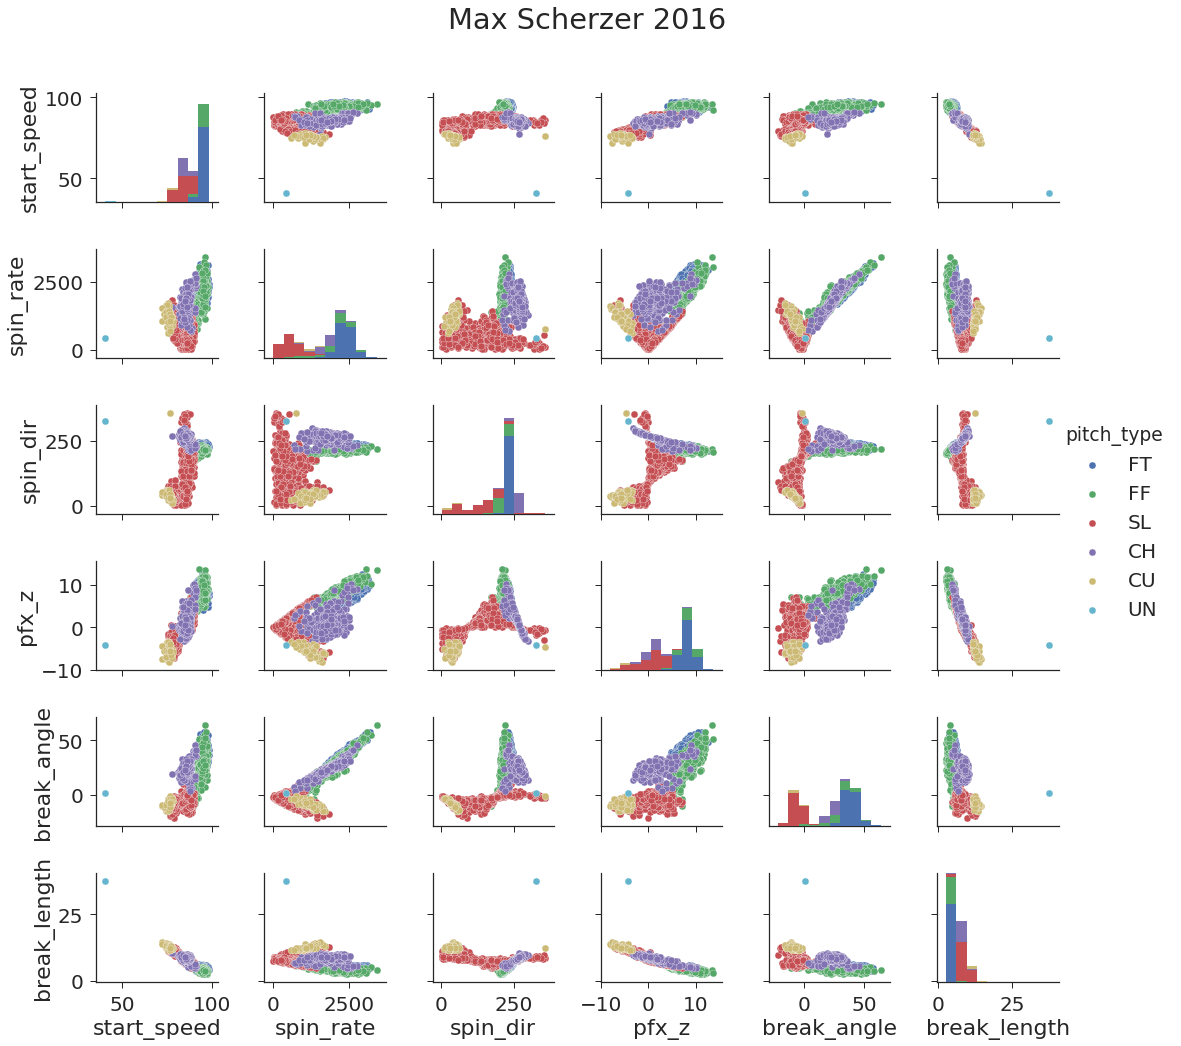 Max Scherzer 2016
start_speed
100
50
spin_rate
2500
0
spin_dir
250
0
pfx_z
10
0
−10
break_angle
50
0
break_length
25
0
50 100
0 2500
0 250
−10 0 10
0 50
0 25
start_speed spin_rate spin_dir pfx_z break_angle break_length
pitch_type
FT
FF
SL
CH
CU
UN